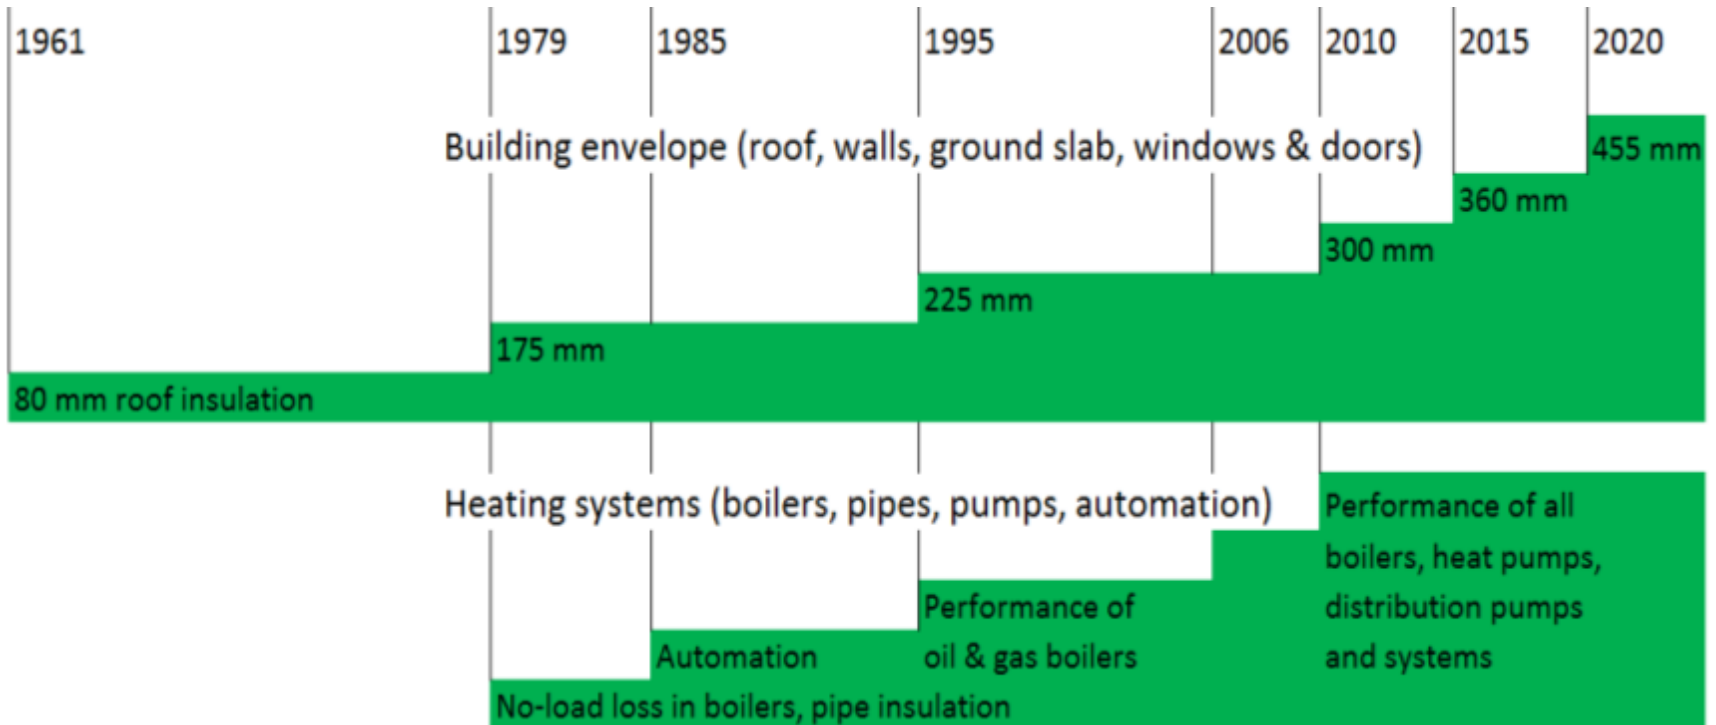 1961 1979 1985 1995 2006 2010 2015 2020
Building envelope (roof, walls, ground slab, windows & doors)
455 mm
360 mm
300 mm
225 mm
175 mm
80 mm roof insulation
Heating systems (boilers, pipes, pumps, automation)
Performance of all
boilers, heat pumps,
distribution pumps
and systems
Performance of
oil & gas boilers
Automation
No-load loss in boilers, pipe insulation